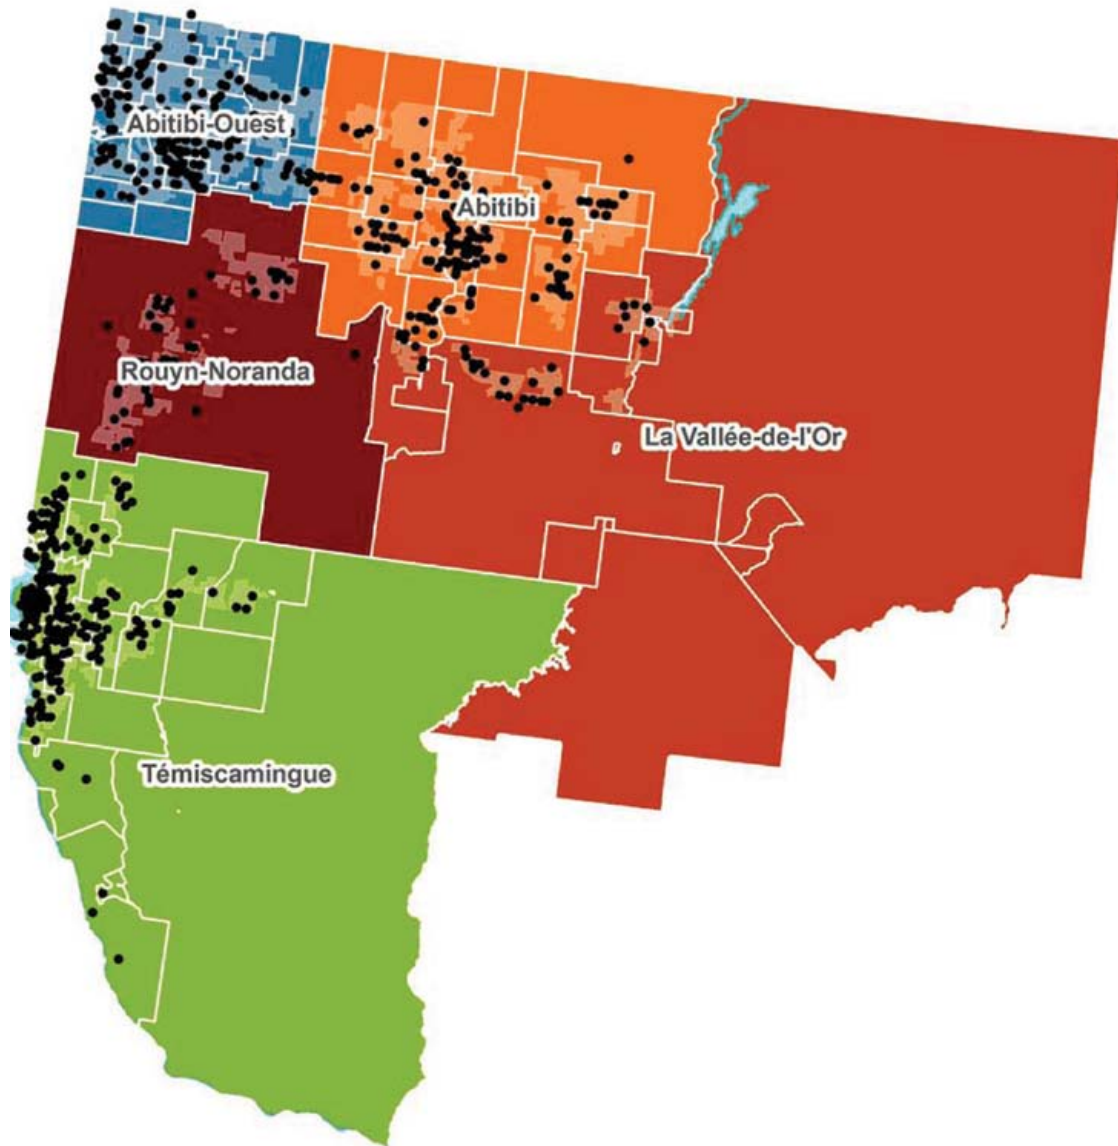 Abitibi-Ouest
Abitibi
Rouyn-Noranda
La Vallée-de-l'Or
Témiscamingue